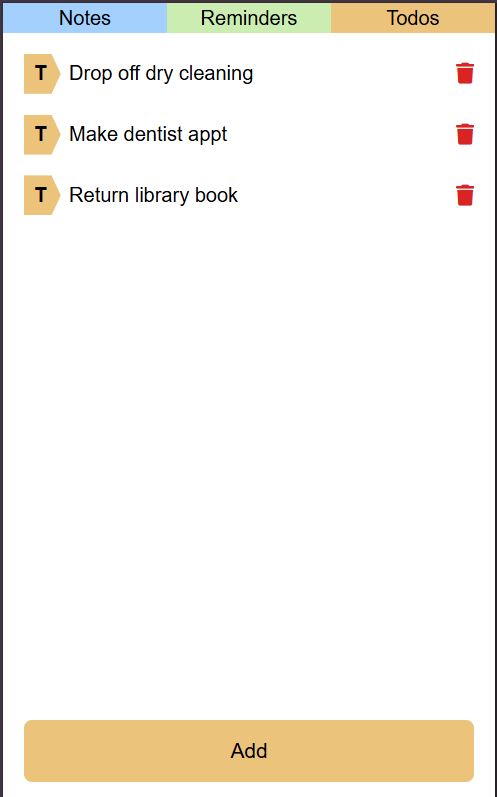 Notes Reminders Todos
T Drop off dry cleaning
T Make dentist appt
T Return library book
Add